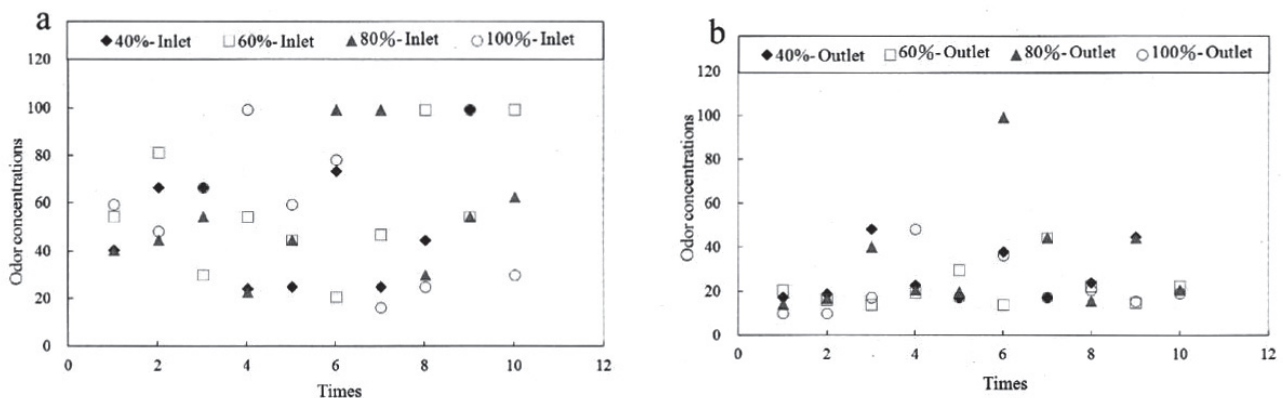 a
40%-Inlet 60%-Inlet 80%-Inlet 100%-Inlet
120
100
80
60
40
20
0
0 2 4 6 8 10 12
Odor concentrations
Times
b
40%-Outlet 60%-Outlet 80%-Outlet 100%-Outlet
120
100
80
60
40
20
0
0 2 4 6 8 10 12
Odor concentrations
Times